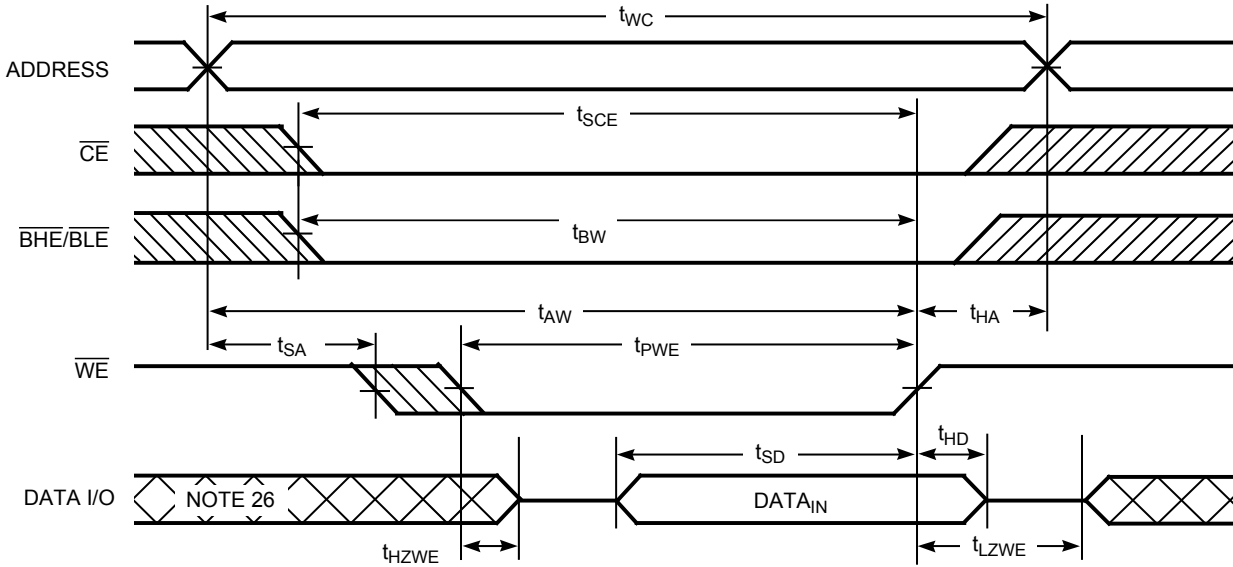 tWC
ADDRESS
tSCE
CE
BHE/BLE
tBW
tAW
tHA
tSA
tPWE
WE
tHD
tSD
DATA I/O
NOTE 26
DATAIN
tHZWE
tLZWE